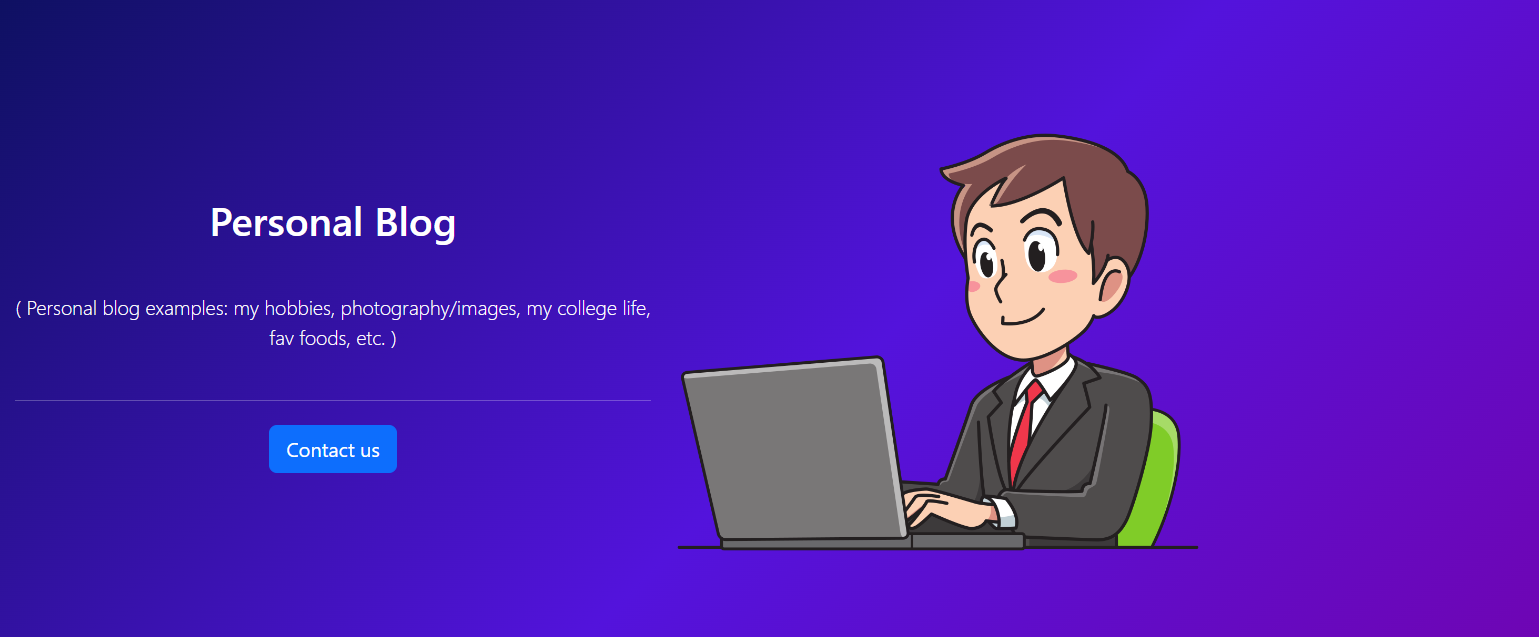 Personal Blog
( Personal blog examples: my hobbies, photography/images, my college life,
fav foods, etc. )
Contact us